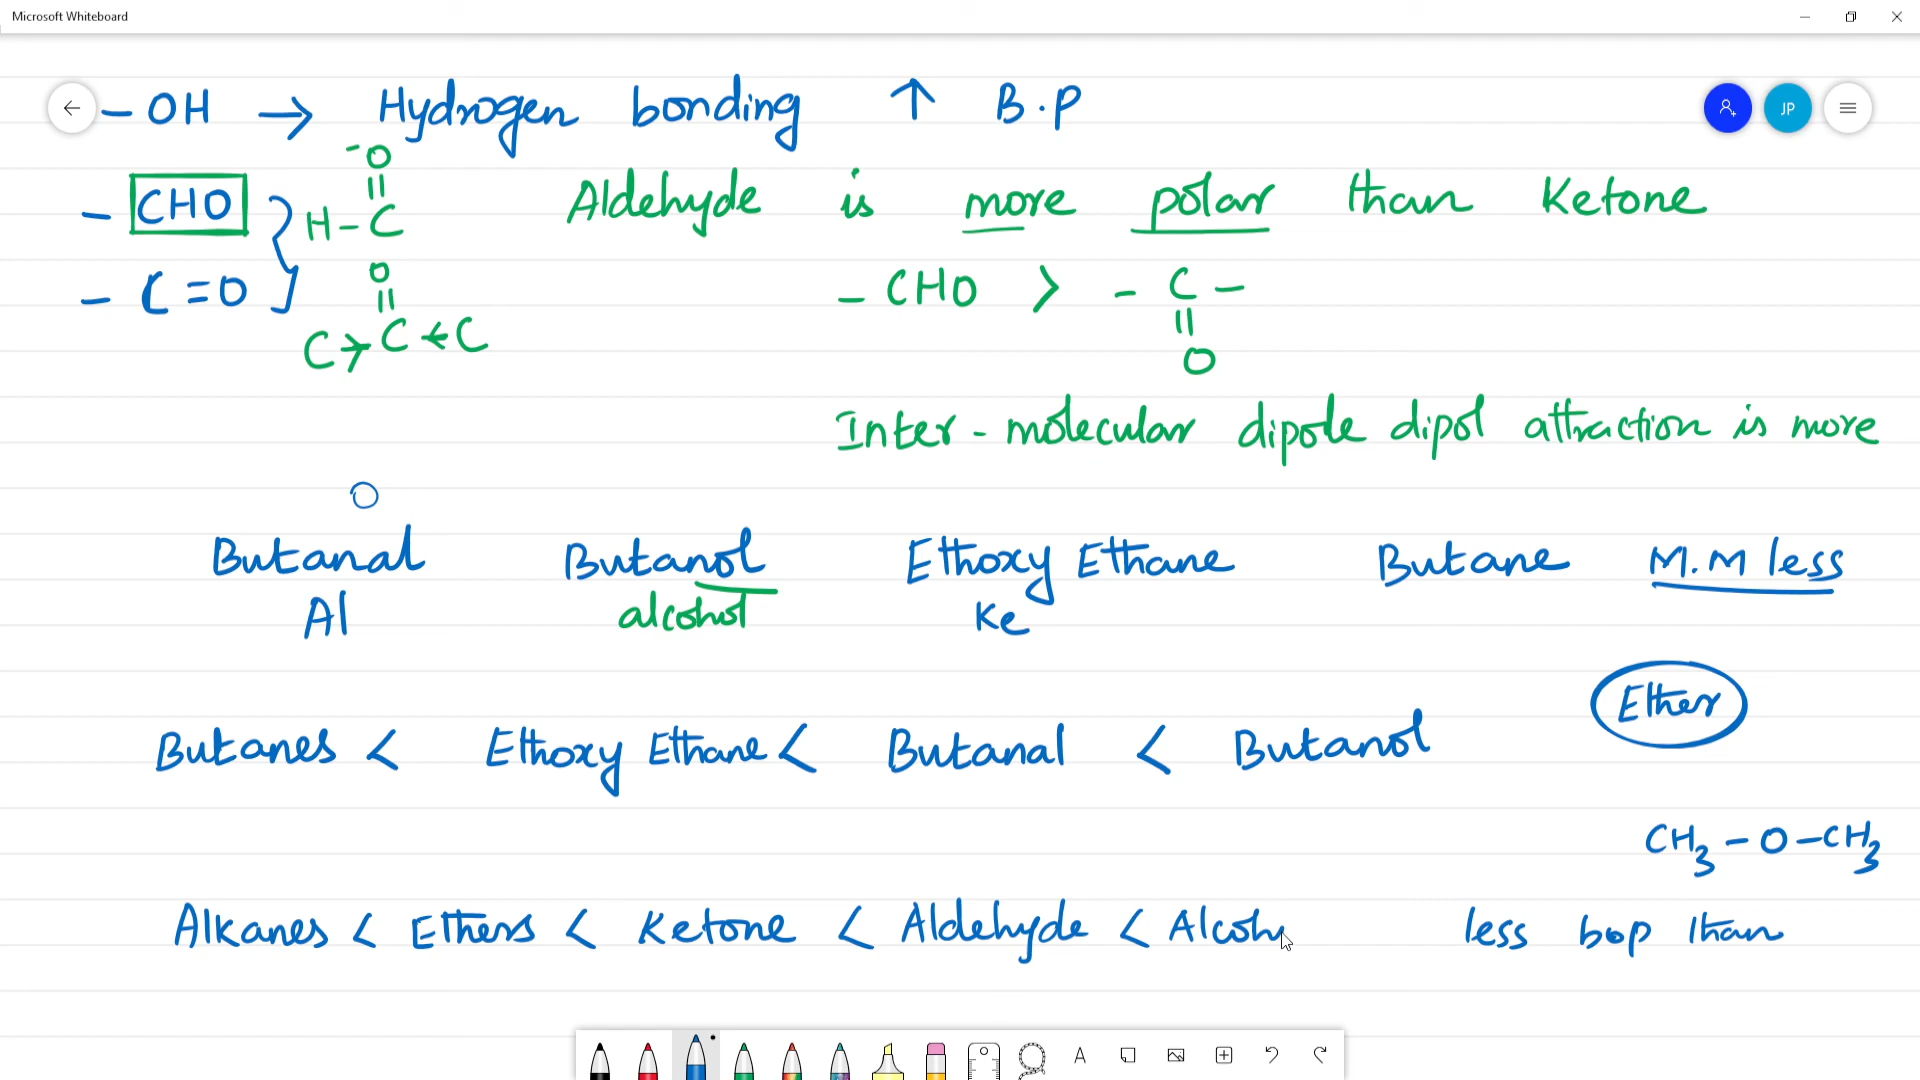 Microsoft Whiteboard
- OH → Hydrogen bonding ↑ B.P
JP
- CHO
- C=O
-O
||
H-C
O
||
C→C←C
Aldehyde is more polar than Ketone
- CHO > - C -
||
O
Inter-molecular dipole dipol attraction is more
O
Butanal Butanol Ethoxy Ethane Butane M.M less
Al alcohol Ke
Ether
Butanes < Ethoxy Ethane < Butanal < Butanol
CH3-O-CH3
Alkanes < Ethers < Ketone < Aldehyde < Alcoh
less bop than
A